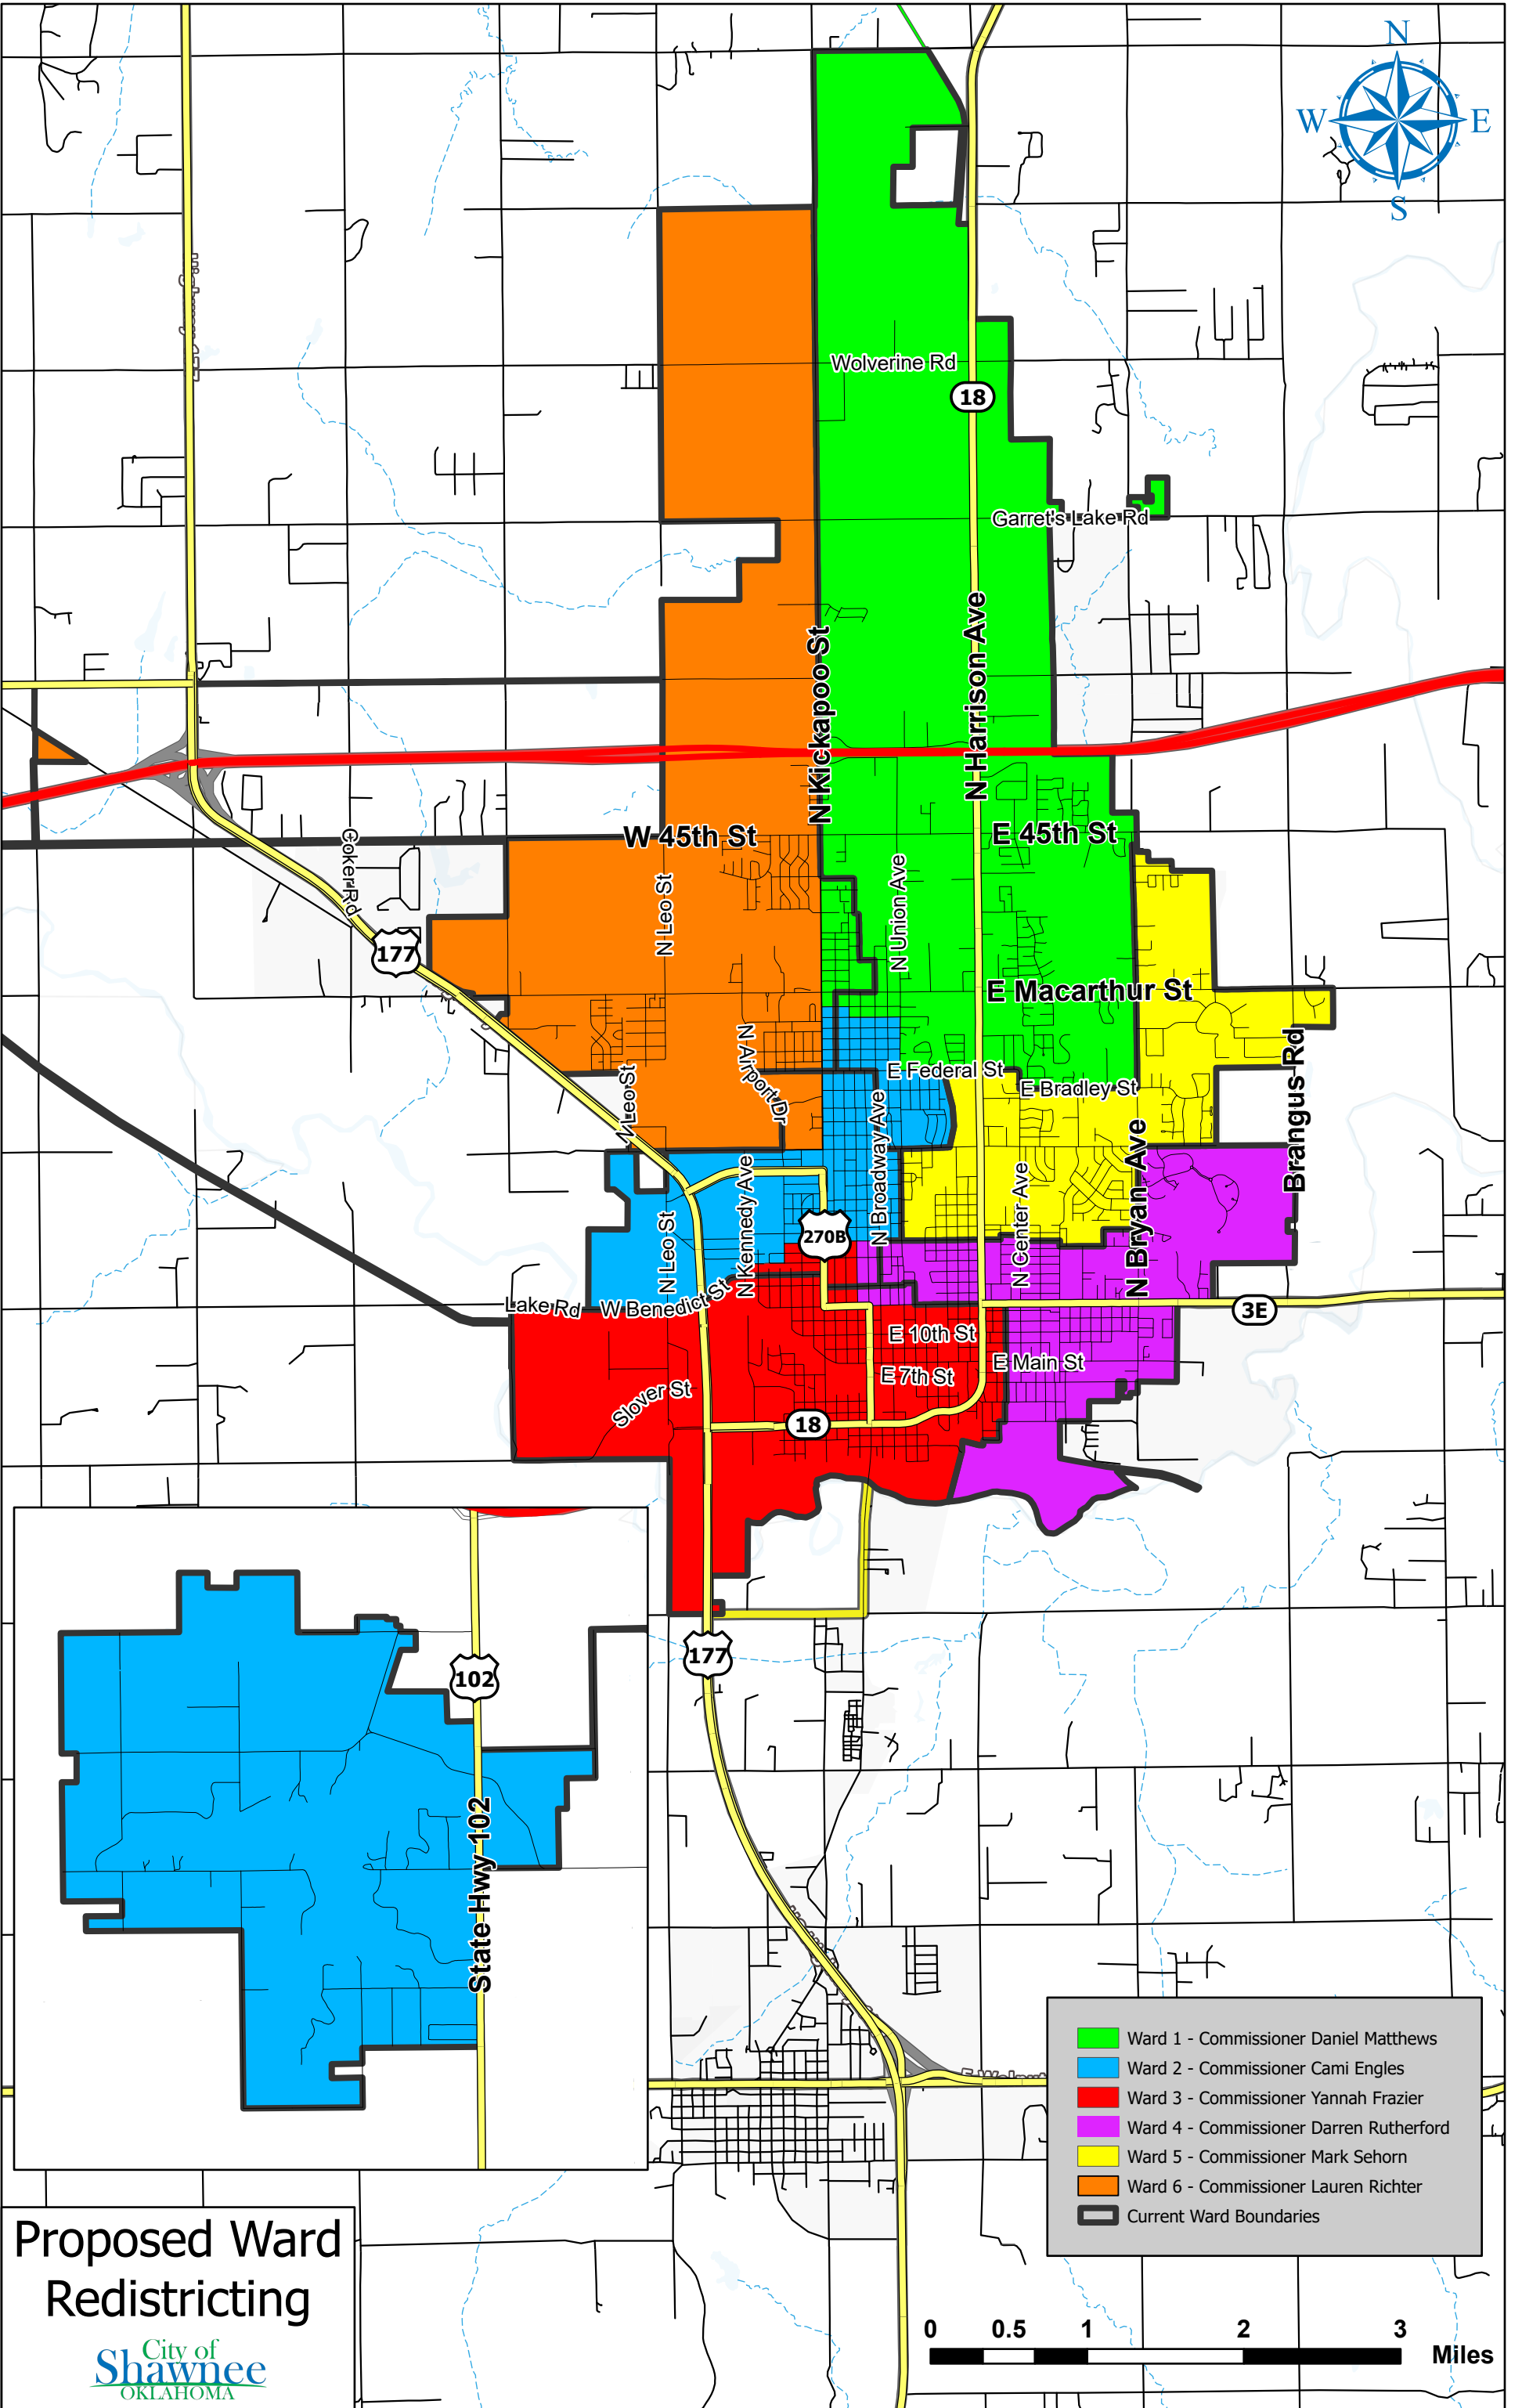 N
W
E
S
Wolverine Rd
18
Garret's Lake Rd
N Kickapoo St
N Harrison Ave
W 45th St
E 45th St
Coker Rd
N Leo St
N Union Ave
177
E Macarthur St
N Airport Dr
E Federal St
E Bradley St
N Leo St
Brangus Rd
N Broadway Ave
N Bryan Ave
N Kennedy Ave
N Center Ave
N Leo St
270B
Lake Rd
W Benedict St
3E
E 10th St
E Main St
E 7th St
Slover St
18
177
102
State Hwy 102
Ward 1 - Commissioner Daniel Matthews
Ward 2 - Commissioner Cami Engles
Ward 3 - Commissioner Yannah Frazier
Ward 4 - Commissioner Darren Rutherford
Ward 5 - Commissioner Mark Sehorn
Ward 6 - Commissioner Lauren Richter
Current Ward Boundaries
Proposed Ward
Redistricting
City of
Shawnee
OKLAHOMA
0 0.5 1 2 3
Miles